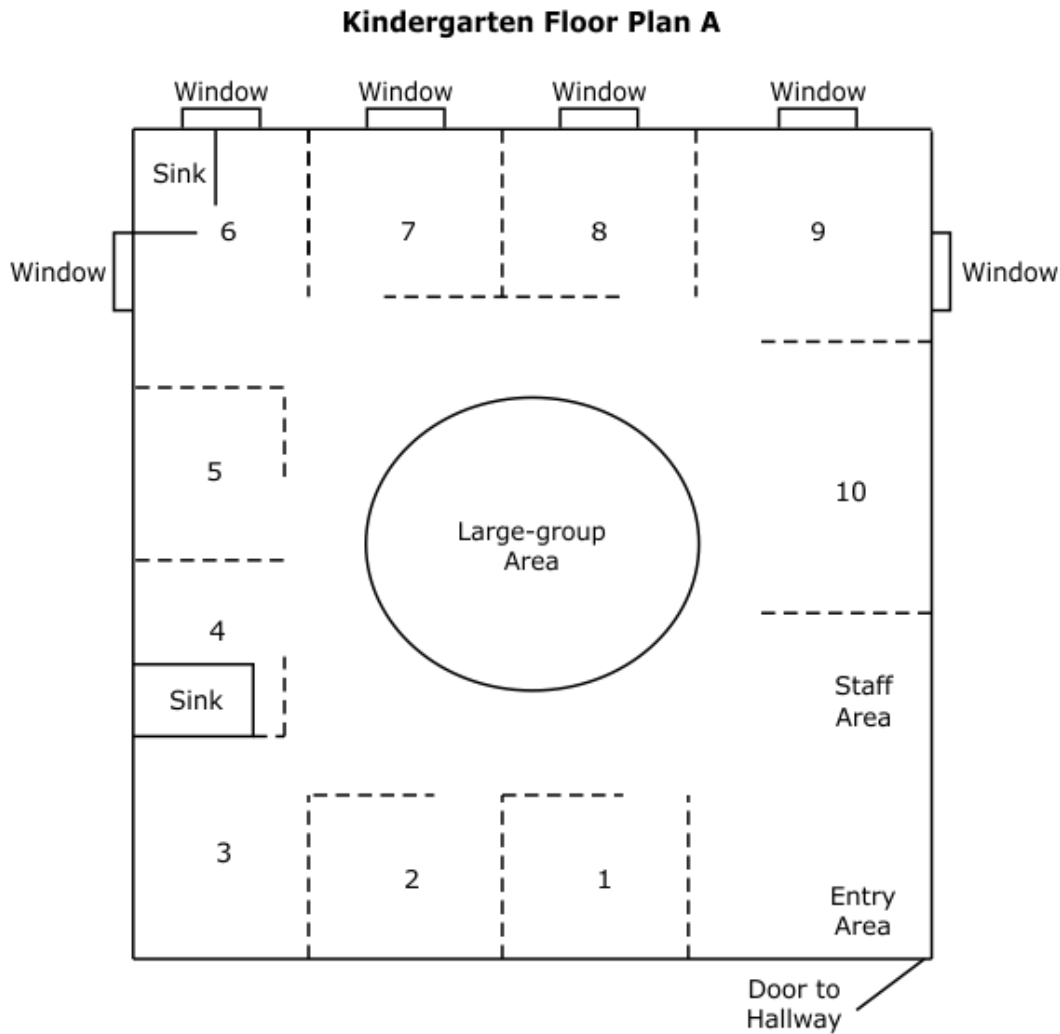 Kindergarten Floor Plan A
Window
Window
Window
Window
Sink
6
7
8
9
Window
Window
5
10
Large-group
Area
4
Sink
Staff
Area
3
2
1
Entry
Area
Door to
Hallway